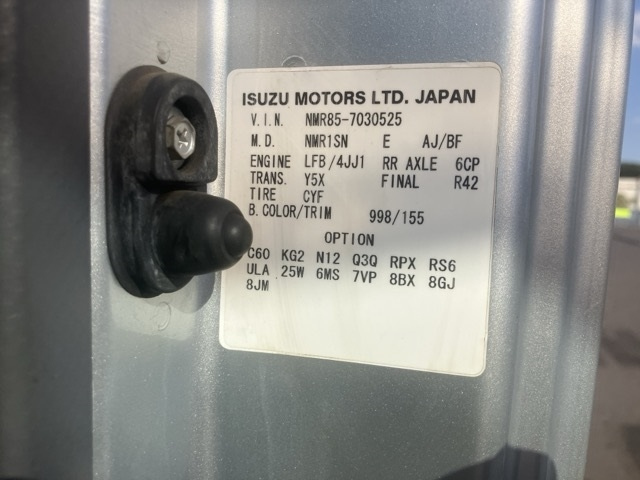 ISUZU MOTORS LTD. JAPAN
V.I.N. NMR85-7030525
M.D. NMR1SN E AJ/BF
ENGINE LFB/4JJ1 RR AXLE 6CP
TRANS. Y5X FINAL R42
TIRE CYF
B.COLOR/TRIM 998/155
OPTION
C60 KG2 N12 Q3Q RPX RS6
ULA 25W 6MS 7VP 8BX 8GJ
8JM